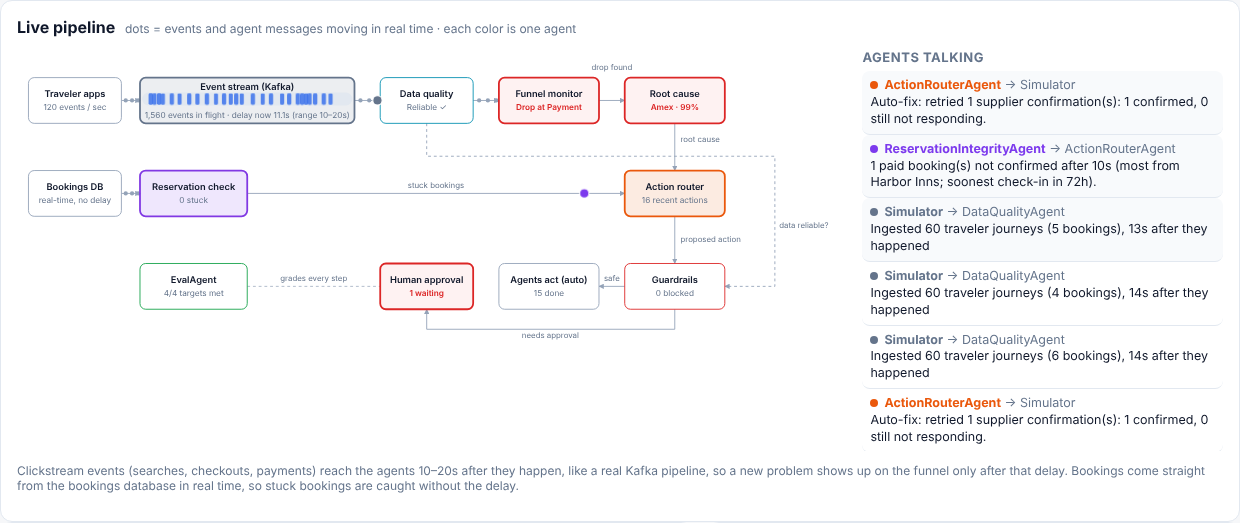 Live pipeline dots = events and agent messages moving in real time · each color is one agent
drop found
Traveler apps
120 events / sec
Event stream (Kafka)
1,560 events in flight · delay now 11.1s (range 10–20s)
Data quality
Reliable ✓
Funnel monitor
Drop at Payment
Root cause
Amex · 99%
root cause
Bookings DB
real-time, no delay
Reservation check
0 stuck
stuck bookings
Action router
16 recent actions
data reliable?
proposed action
EvalAgent
4/4 targets met
grades every step
Human approval
1 waiting
Agents act (auto)
15 done
safe
Guardrails
0 blocked
needs approval
AGENTS TALKING
ActionRouterAgent → Simulator
Auto-fix: retried 1 supplier confirmation(s): 1 confirmed, 0
still not responding.
ReservationIntegrityAgent → ActionRouterAgent
1 paid booking(s) not confirmed after 10s (most from
Harbor Inns; soonest check-in in 72h).
Simulator → DataQualityAgent
Ingested 60 traveler journeys (5 bookings), 13s after they
happened
Simulator → DataQualityAgent
Ingested 60 traveler journeys (4 bookings), 14s after they
happened
Simulator → DataQualityAgent
Ingested 60 traveler journeys (6 bookings), 14s after they
happened
ActionRouterAgent → Simulator
Auto-fix: retried 1 supplier confirmation(s): 1 confirmed, 0
still not responding.
Clickstream events (searches, checkouts, payments) reach the agents 10–20s after they happen, like a real Kafka pipeline, so a new problem shows up on the funnel only after that delay. Bookings come straight
from the bookings database in real time, so stuck bookings are caught without the delay.